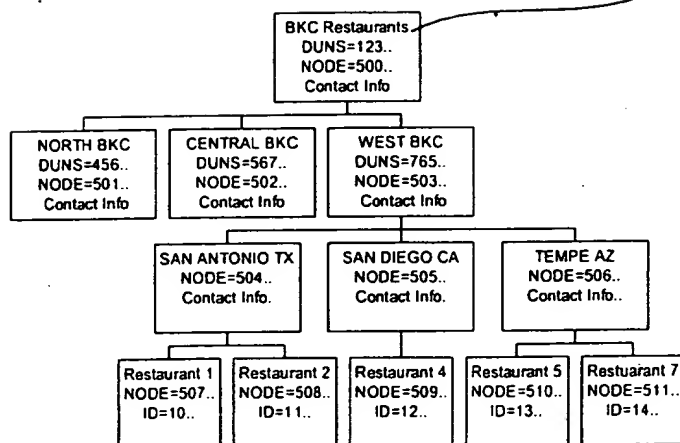 BKC Restaurants
DUNS=123..
NODE=500..
Contact Info
NORTH BKC
DUNS=456..
NODE=501..
Contact Info
CENTRAL BKC
DUNS=567..
NODE=502..
Contact Info
WEST BKC
DUNS=765..
NODE=503..
Contact Info
SAN ANTONIO TX
NODE=504..
Contact Info.
SAN DIEGO CA
NODE=505..
Contact Info.
TEMPE AZ
NODE=506..
Contact Info..
Restaurant 1
NODE=507..
ID=10..
Restaurant 2
NODE=508..
ID=11..
Restaurant 4
NODE=509..
ID=12..
Restaurant 5
NODE=510..
ID=13..
Restuarant 7
NODE=511..
ID=14..